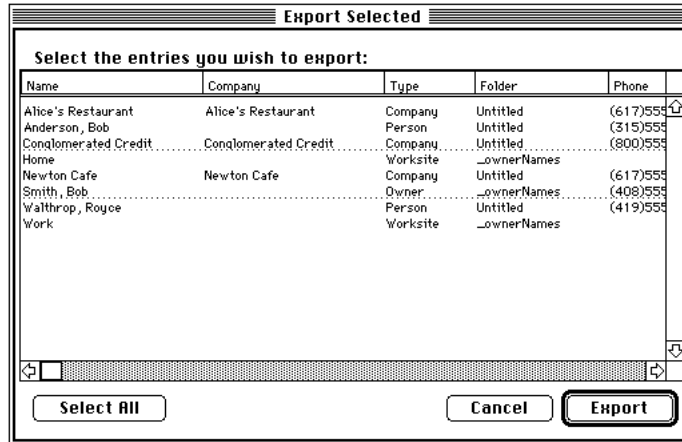 Export Selected
Select the entries you wish to export:
Name Company Type Folder Phone
Alice's Restaurant Alice's Restaurant Company Untitled (617)555
Anderson, Bob Person Untitled (315)555
Conglomerated Credit Conglomerated Credit Company Untitled (800)555
Home Worksite _ownerNames
Newton Cafe Newton Cafe Company Untitled (617)555
Smith, Bob Owner _ownerNames (408)555
Walthrop, Royce Person Untitled (419)555
Work Worksite _ownerNames
Select All Cancel Export